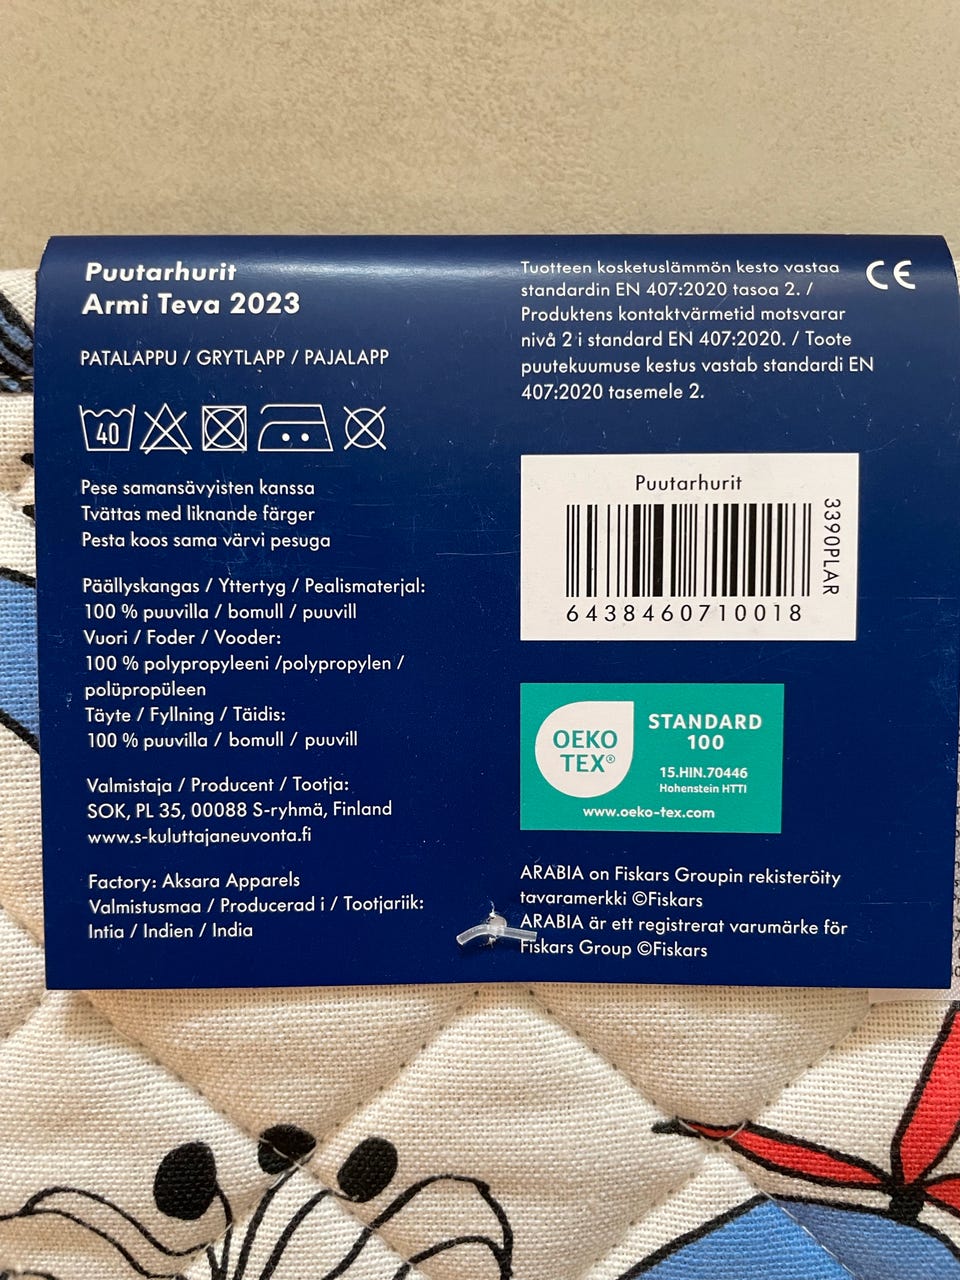 Puutarhurit
Armi Teva 2023
PATALAPPU / GRYTLAPP / PAJALAPP
40
Pese samansävyisten kanssa
Tvättas med liknande färger
Pesta koos sama värvi pesuga
Päällyskangas / Yttertyg / Pealismaterjal:
100 % puuvilla / bomull / puuvill
Vuori / Foder / Vooder:
100 % polypropyleeni /polypropylen /
polüpropüleen
Täyte / Fyllning / Täidis:
100 % puuvilla / bomull / puuvill
Valmistaja / Producent / Tootja:
SOK, PL 35, 00088 S-ryhmä, Finland
www.s-kuluttajaneuvonta.fi
Factory: Aksara Apparels
Valmistusmaa / Producerad i / Tootjariik:
Intia / Indien / India
Tuotteen kosketuslämmön kesto vastaa
standardin EN 407:2020 tasoa 2. /
Produktens kontaktvärmetid motsvarar
nivå 2 i standard EN 407:2020. / Toote
puutekuumuse kestus vastab standardi EN
407:2020 tasemele 2.
CE
Puutarhurit
3390PLAR
6438460710018
OEKO
TEX®
STANDARD
100
15.HIN.70446
Hohenstein HTTI
www.oeko-tex.com
ARABIA on Fiskars Groupin rekisteröity
tavaramerkki ©Fiskars
ARABIA är ett registrerat varumärke för
Fiskars Group ©Fiskars